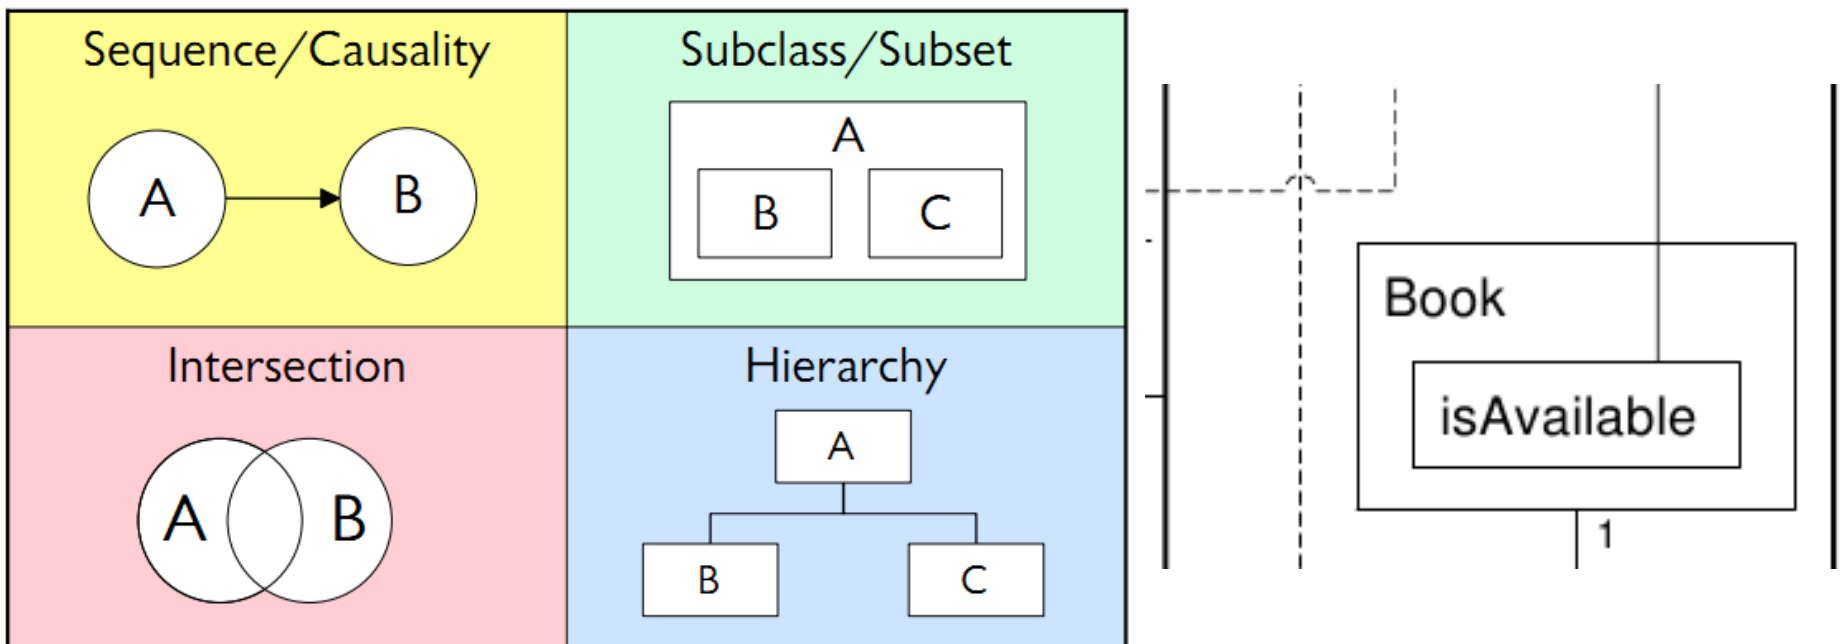 Sequence/Causality
A
B
Subclass/Subset
A
B
C
Intersection
A
B
Hierarchy
A
B
C
Book
isAvailable
1